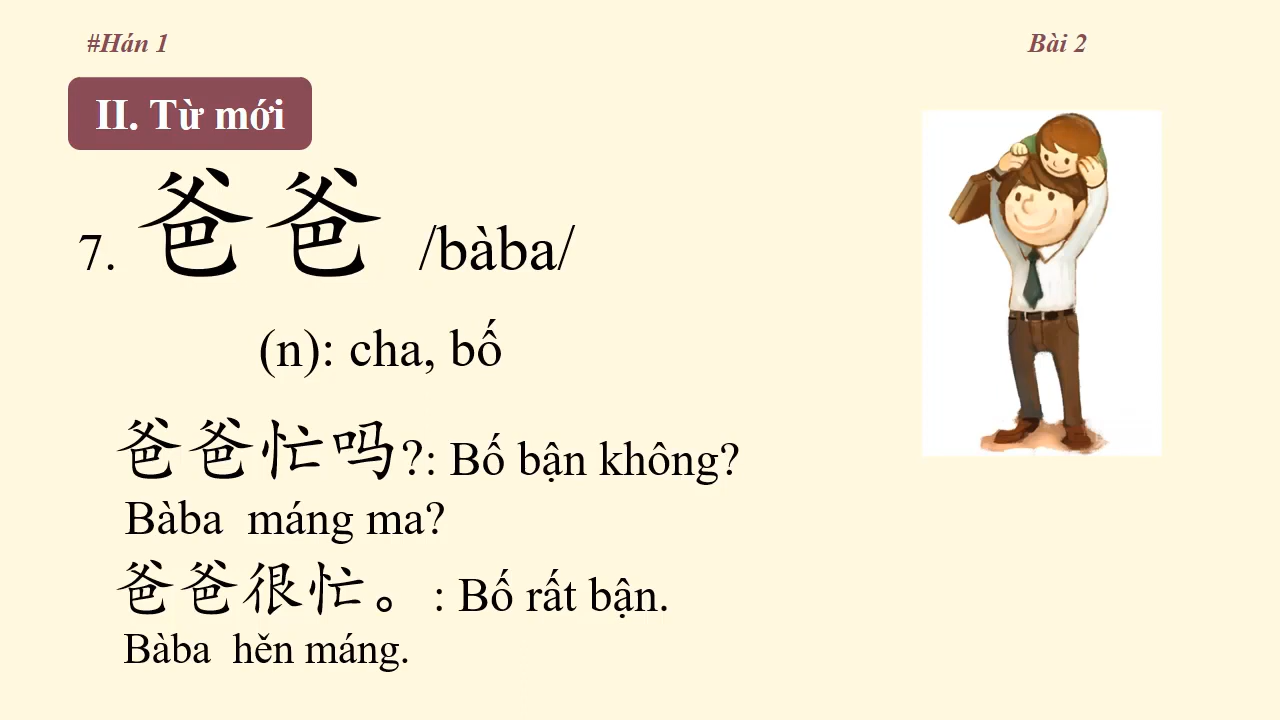 #Hán 1
Bài 2
II. Từ mới
7. 爸爸 /bàba/
(n): cha, bố
爸爸忙吗?: Bố bận không?
Bàba máng ma?
爸爸很忙。: Bố rất bận.
Bàba hěn máng.